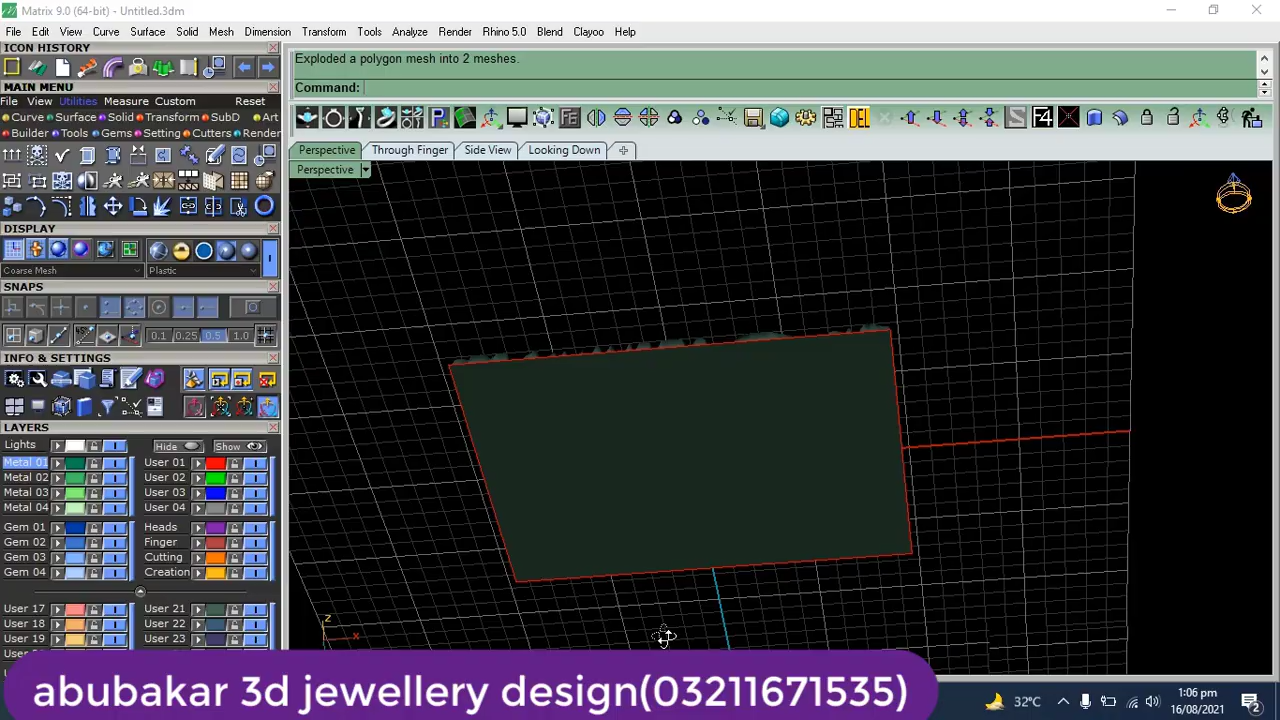 Matrix 9.0 (64-bit) - Untitled.3dm
File Edit View Curve Surface Solid Mesh Dimension Transform Tools Analyze Render Rhino 5.0 Blend Clayoo Help
ICON HISTORY
Exploded a polygon mesh into 2 meshes.
Command:
MAIN MENU
File View Utilities Measure Custom Reset
Curve Surface Solid Transform SubD Art
Builder Tools Gems Setting Cutters Render
FE DEL F4
Perspective Through Finger Side View Looking Down
Perspective
DISPLAY
Coarse Mesh Plastic
SNAPS
0.1 0.25 0.5 1.0
INFO & SETTINGS
LAYERS
Lights Hide Show
Metal 01 User 01
Metal 02 User 02
Metal 03 User 03
Metal 04 User 04
Gem 01 Heads
Gem 02 Finger
Gem 03 Cutting
Gem 04 Creation
User 17 User 21
User 18 User 22
User 19 User 23
z
x
abubakar 3d jewellery design(03211671535)
32°C
1:06 pm
16/08/2021
2